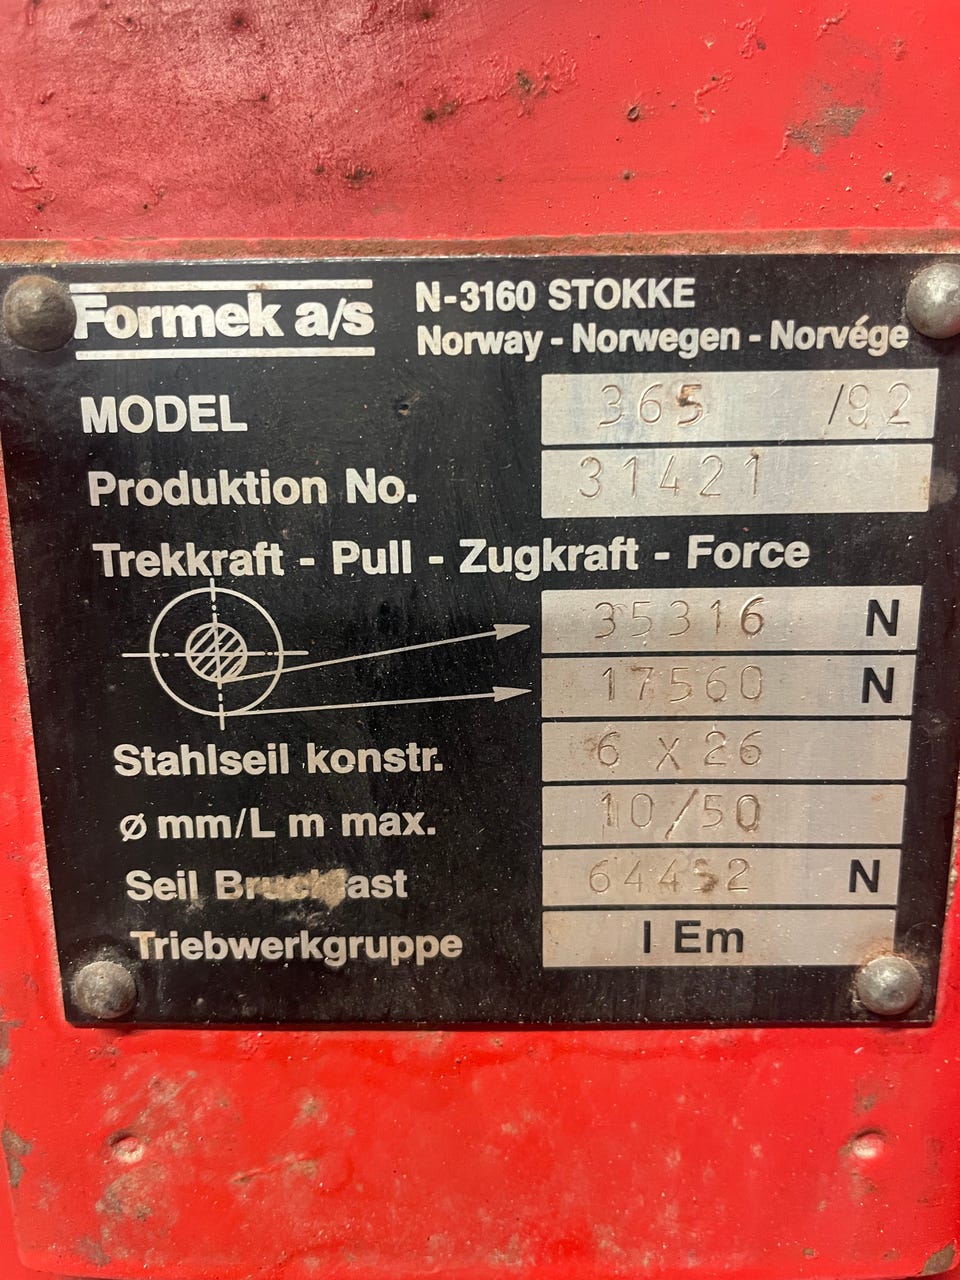 Formek a/s
N-3160 STOKKE
Norway - Norwegen - Norvége
MODEL 365 /92
Produktion No. 31421
Trekkraft - Pull - Zugkraft - Force
35316 N
17560 N
Stahlseil konstr. 6 x 26
ø mm/L m max. 10/50
Seil Bruchlast 64452 N
Triebwerkgruppe I Em